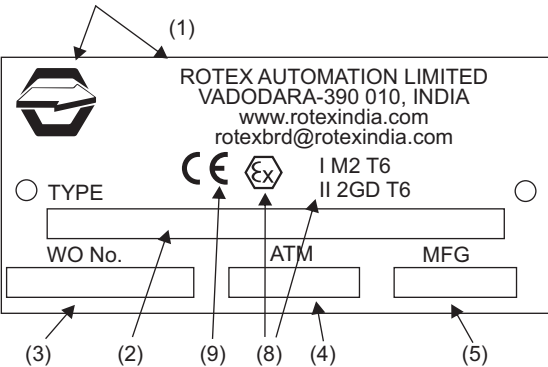 (1)
ROTEX AUTOMATION LIMITED
VADODARA-390 010, INDIA
www.rotexindia.com
rotexbrd@rotexindia.com
CE Ex I M2 T6
II 2GD T6
TYPE
WO No. ATM MFG
(3) (2) (9) (8) (4) (5)